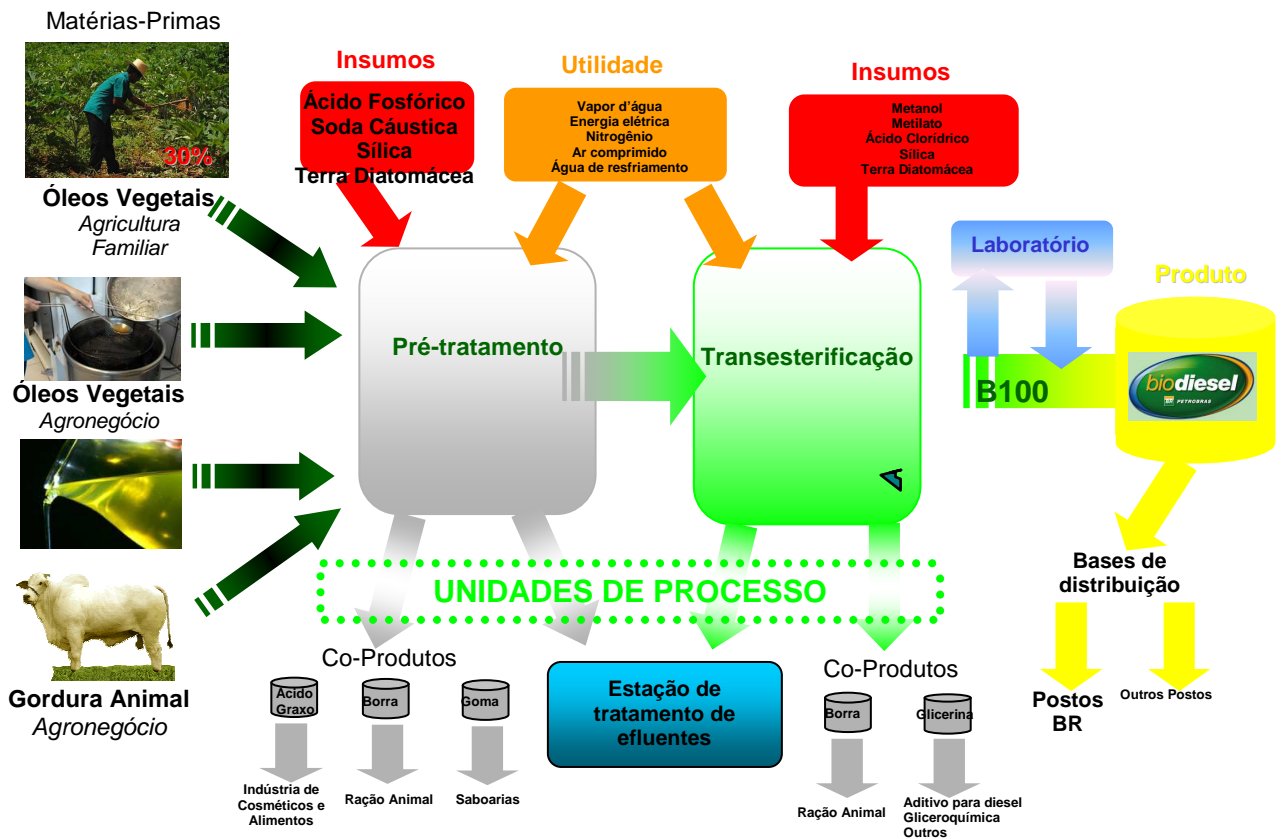 Matérias-Primas
30%
Óleos Vegetais
Agricultura
Familiar
Óleos Vegetais
Agronegócio
Gordura Animal
Agronegócio
Insumos
Ácido Fosfórico
Soda Cáustica
Sílica
Terra Diatomácea
Utilidade
Vapor d’água
Energia elétrica
Nitrogênio
Ar comprimido
Água de resfriamento
Insumos
Metanol
Metilato
Ácido Clorídrico
Sílica
Terra Diatomácea
Pré-tratamento
Transesterificação
Laboratório
B100
Produto
biodiesel
BR PETROBRAS
UNIDADES DE PROCESSO
Co-Produtos
Ácido
Graxo
Borra
Goma
Indústria de
Cosméticos e
Alimentos
Ração Animal
Saboarias
Estação de
tratamento de
efluentes
Co-Produtos
Borra
Glicerina
Ração Animal
Aditivo para diesel
Gliceroquímica
Outros
Bases de
distribuição
Postos
BR
Outros Postos